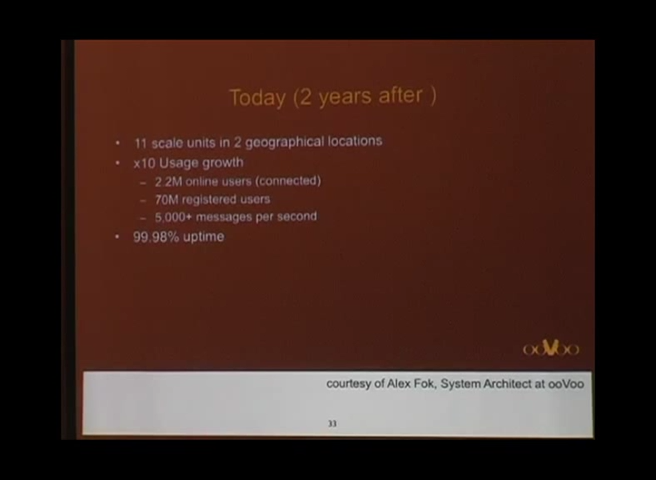 Today (2 years after )
• 11 scale units in 2 geographical locations
• x10 Usage growth
– 2.2M online users (connected)
– 70M registered users
– 5,000+ messages per second
• 99.98% uptime
ooVoo
courtesy of Alex Fok, System Architect at ooVoo
33